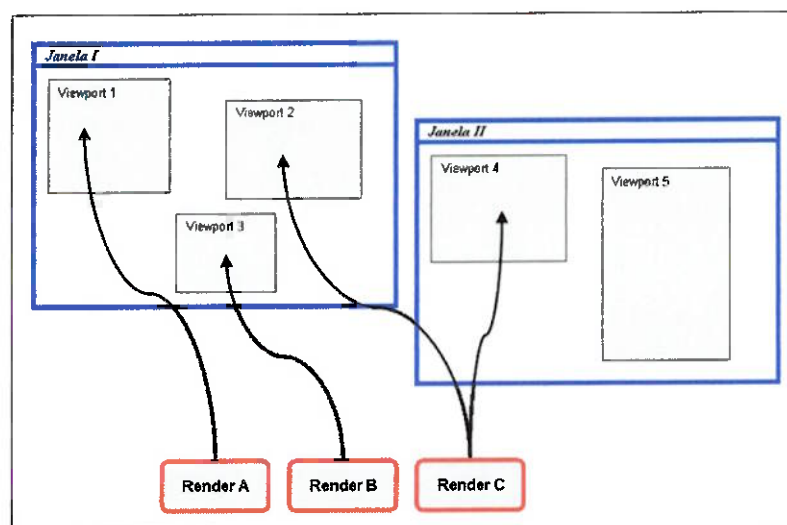 Janela I
Viewport 1
Viewport 2
Viewport 3
Janela II
Viewport 4
Viewport 5
Render A
Render B
Render C